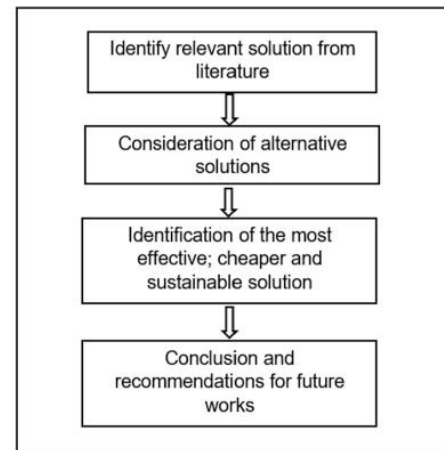 Identify relevant solution from
literature
Consideration of alternative
solutions
Identification of the most
effective; cheaper and
sustainable solution
Conclusion and
recommendations for future
works